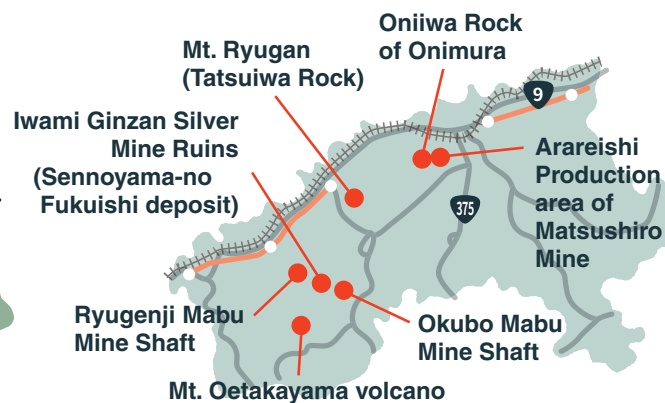 Oniiwa Rock
of Onimura
Mt. Ryugan
(Tatsuiwa Rock)
9
Iwami Ginzan Silver
Mine Ruins
(Sennoyama-no
Fukuishi deposit)
Arareishi
Production
area of
Matsushiro
Mine
375
Ryugenji Mabu
Mine Shaft
Okubo Mabu
Mine Shaft
Mt. Oetakayama volcano